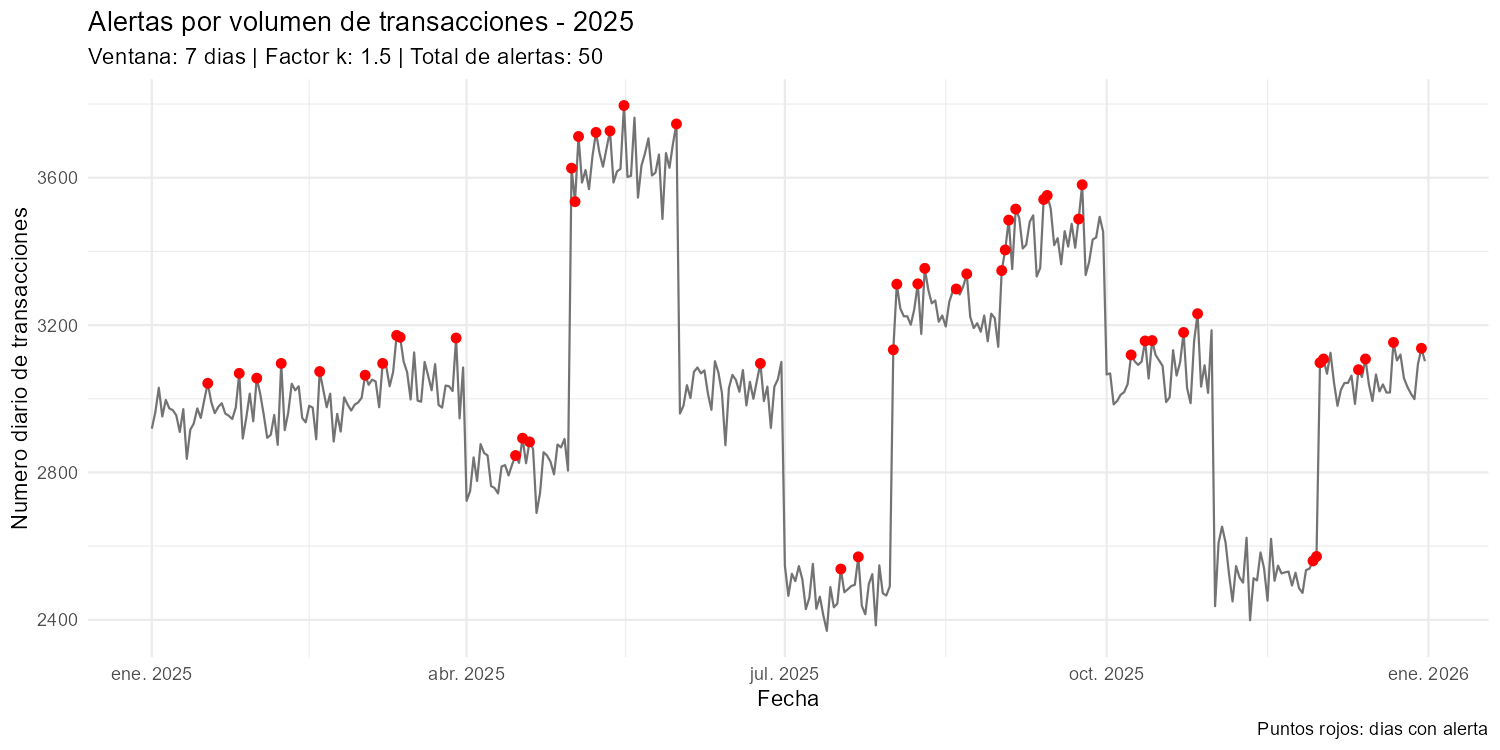 Alertas por volumen de transacciones - 2025
Ventana: 7 dias | Factor k: 1.5 | Total de alertas: 50
Numero diario de transacciones
3600
3200
2800
2400
ene. 2025
abr. 2025
jul. 2025
oct. 2025
ene. 2026
Fecha
Puntos rojos: dias con alerta